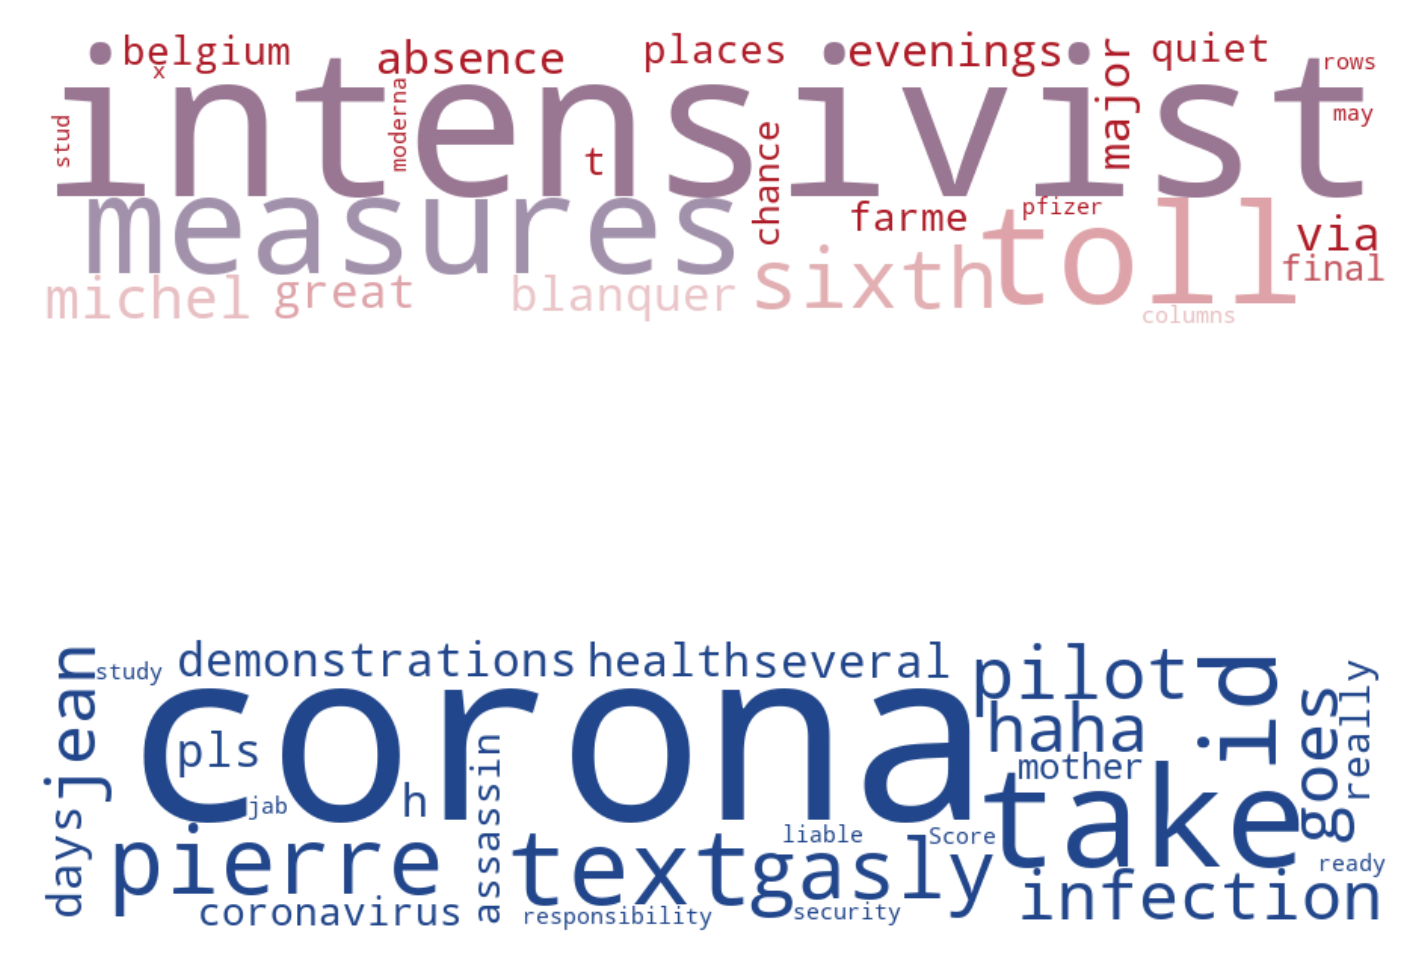 belgium absence places evenings major quiet rows
x
stud intensivist moderna t chance may
measures farme pfizer toll via
michel great blanquer sixth final
columns
jean study demonstrations health several pilot id
corona haha goes really
pls mother
days jab h assassin take
pierre text gasly liable Score ready
coronavirus responsibility security infection